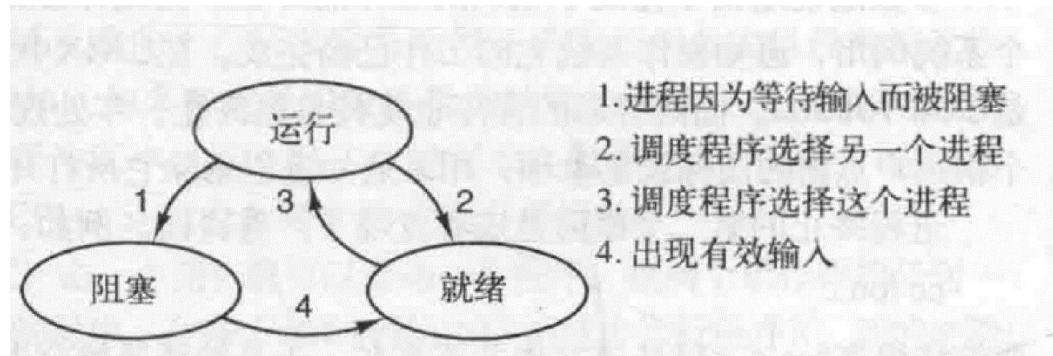 运行
1
3
2
阻塞
4
就绪
1.进程因为等待输入而被阻塞
2.调度程序选择另一个进程
3.调度程序选择这个进程
4.出现有效输入